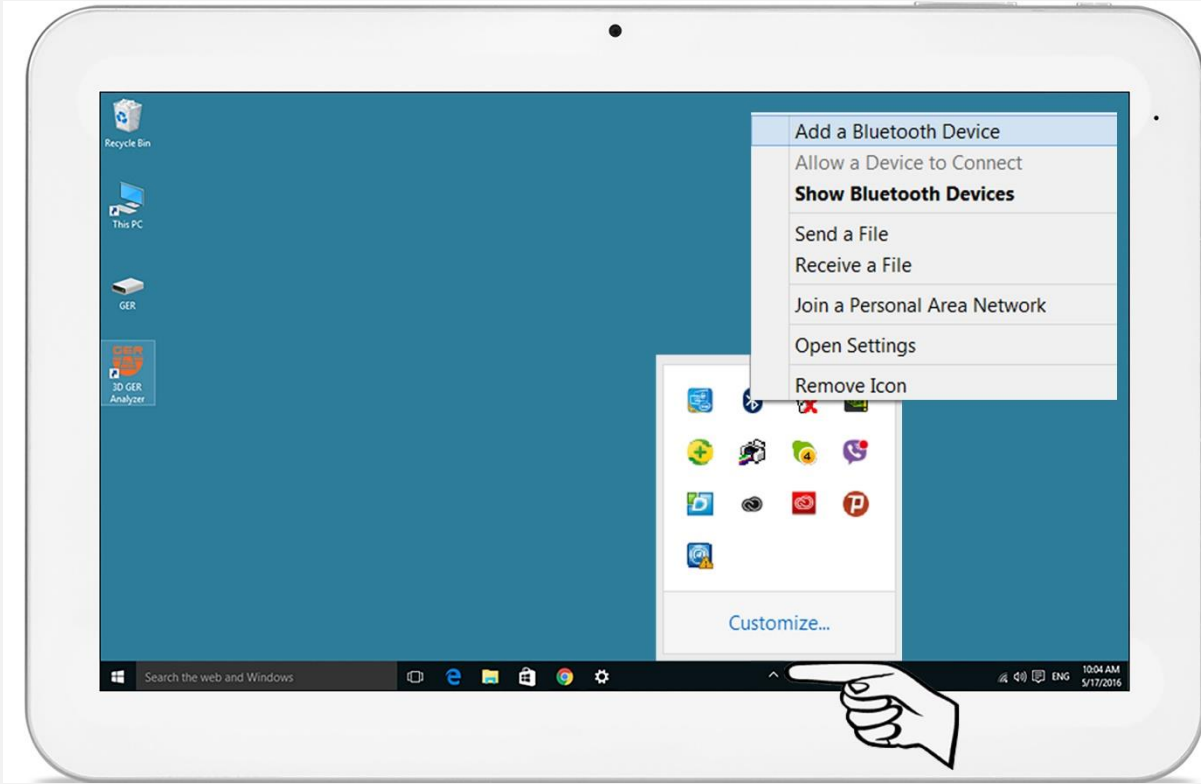 Recycle Bin
This PC
GER
GER
3D GER
Analyzer
Add a Bluetooth Device
Allow a Device to Connect
Show Bluetooth Devices
Send a File
Receive a File
Join a Personal Area Network
Open Settings
Remove Icon
4
Customize...
Search the web and Windows
ENG
10:04 AM
5/17/2016